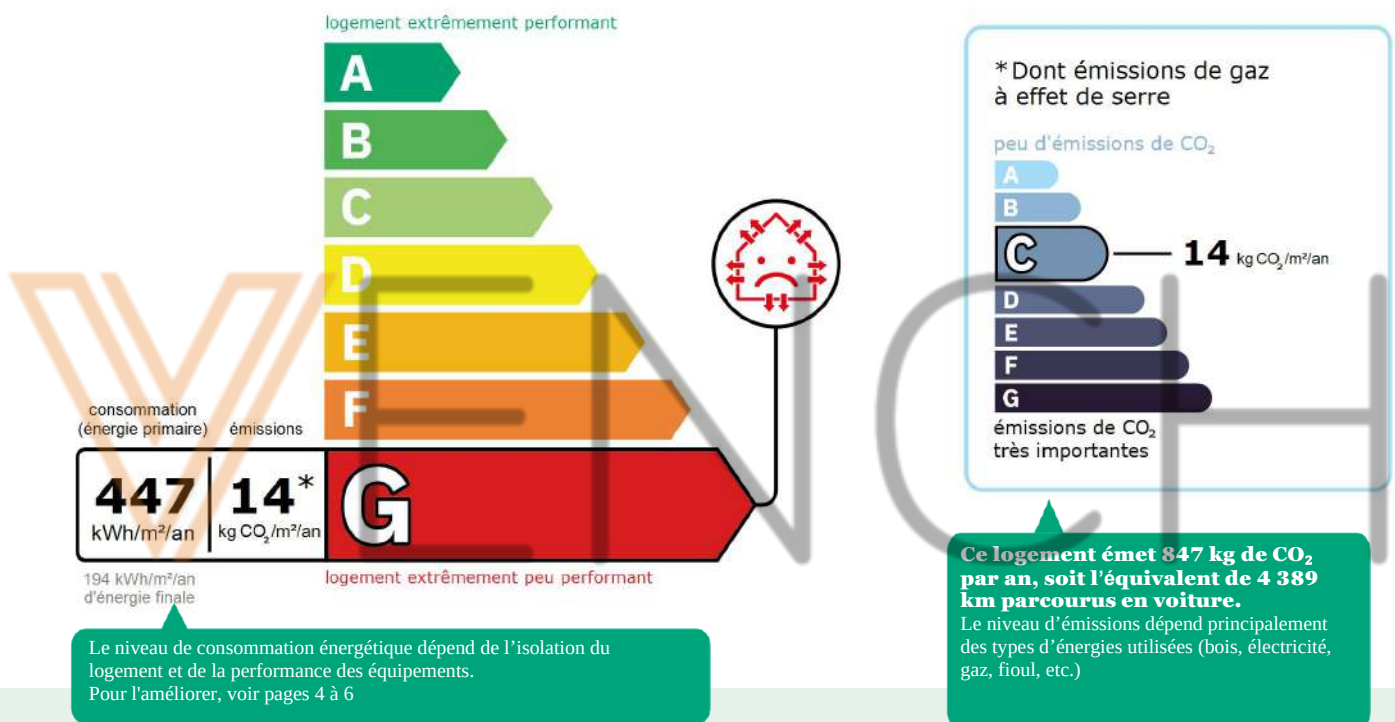 logement extrêmement performant
A
B
C
D
E
F
consommation
(énergie primaire)
émissions
447
kWh/m²/an
14*
kg CO₂/m²/an
G
194 kWh/m²/an
d'énergie finale
logement extrêmement peu performant
Le niveau de consommation énergétique dépend de l’isolation du
logement et de la performance des équipements.
Pour l'améliorer, voir pages 4 à 6
*Dont émissions de gaz
à effet de serre
peu d'émissions de CO₂
A
B
C
14 kg CO₂/m²/an
D
E
F
G
émissions de CO₂
très importantes
Ce logement émet 847 kg de CO₂
par an, soit l’équivalent de 4 389
km parcourus en voiture.
Le niveau d’émissions dépend principalement
des types d’énergies utilisées (bois, électricité,
gaz, fioul, etc.)
VENCH